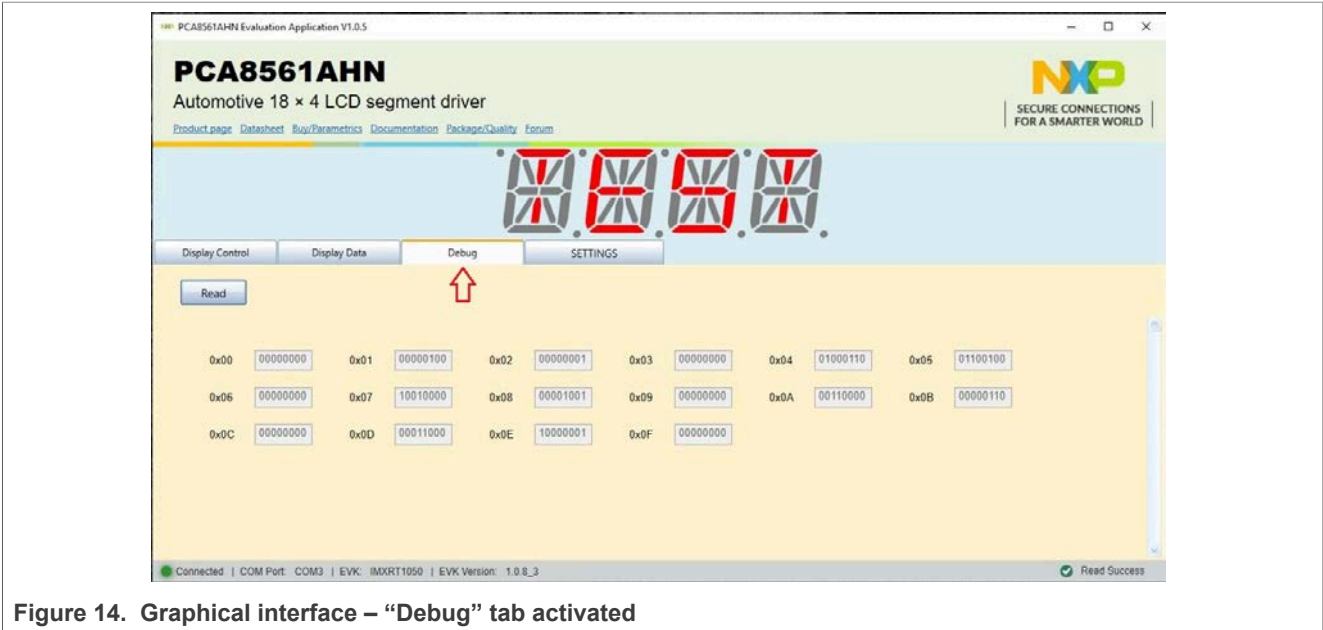 PCA8561AHN Evaluation Application V1.0.5
PCA8561AHN
Automotive 18 × 4 LCD segment driver
Product page Datasheet Buy/Parametrics Documentation Package/Quality Forum
NXP
SECURE CONNECTIONS
FOR A SMARTER WORLD
TEST
Display Control Display Data Debug SETTINGS
Read
0x00 00000000 0x01 00000100 0x02 00000001 0x03 00000000 0x04 01000110 0x05 01100100
0x06 00000000 0x07 10010000 0x08 00001001 0x09 00000000 0x0A 00110000 0x0B 00000110
0x0C 00000000 0x0D 00011000 0x0E 10000001 0x0F 00000000
Connected | COM Port: COM3 | EVK: IMXRT1050 | EVK Version: 1.0.8_3 Read Success
Figure 14. Graphical interface – “Debug” tab activated